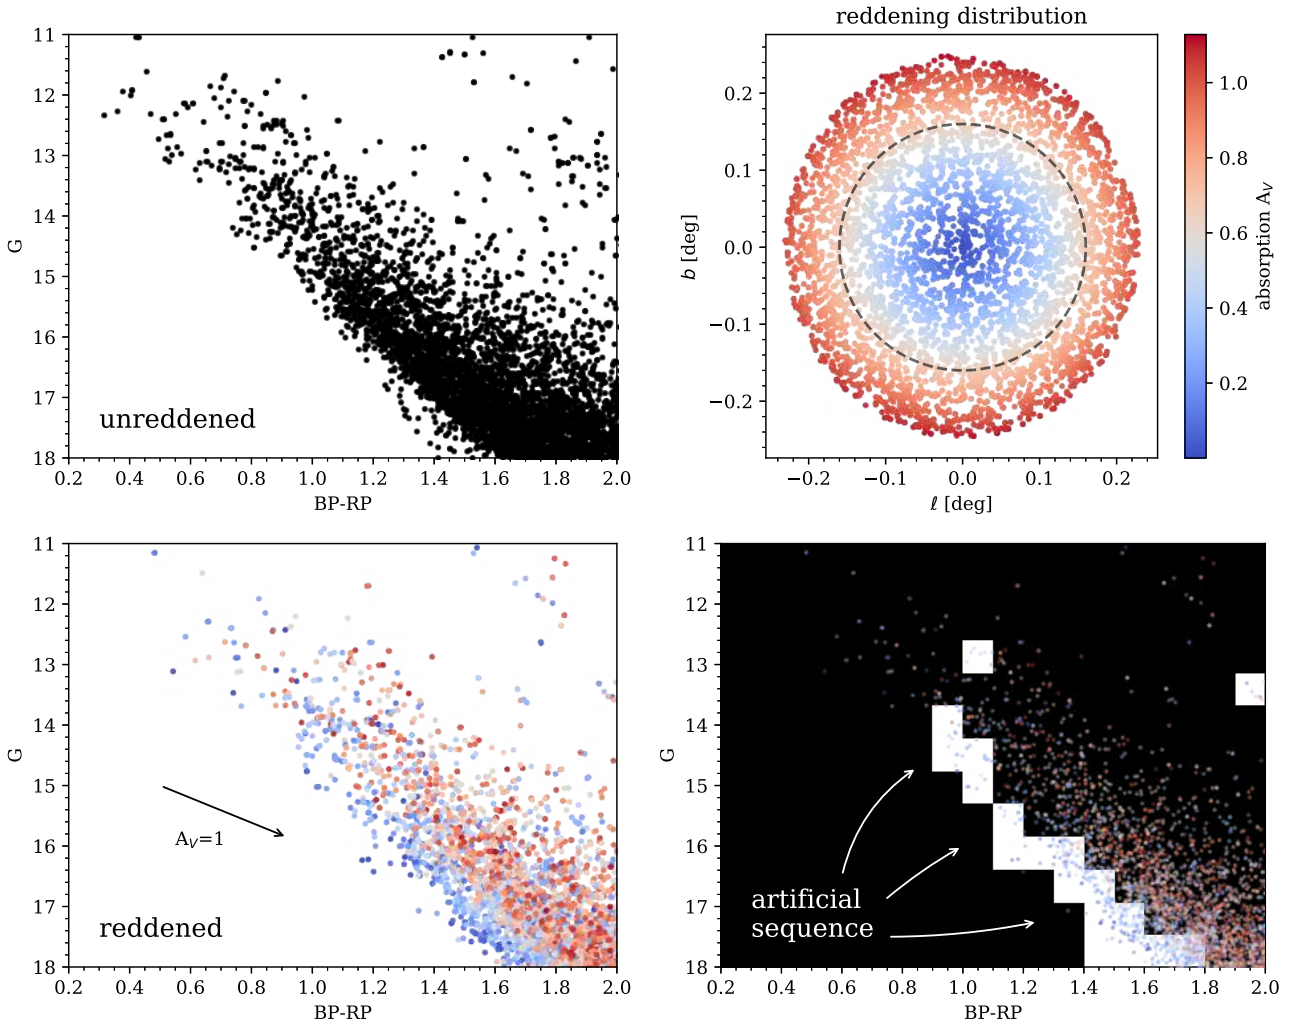 11
12
13
14
15
16
17
18
G
unreddened
0.2 0.4 0.6 0.8 1.0 1.2 1.4 1.6 1.8 2.0
BP-RP
reddening distribution
0.2
0.1
0.0
−0.1
−0.2
b [deg]
−0.2 −0.1 0.0 0.1 0.2
ℓ [deg]
1.0
0.8
0.6
0.4
0.2
absorption A_V
11
12
13
14
15
16
17
18
G
A_V=1
reddened
0.2 0.4 0.6 0.8 1.0 1.2 1.4 1.6 1.8 2.0
BP-RP
11
12
13
14
15
16
17
18
G
artificial
sequence
0.2 0.4 0.6 0.8 1.0 1.2 1.4 1.6 1.8 2.0
BP-RP